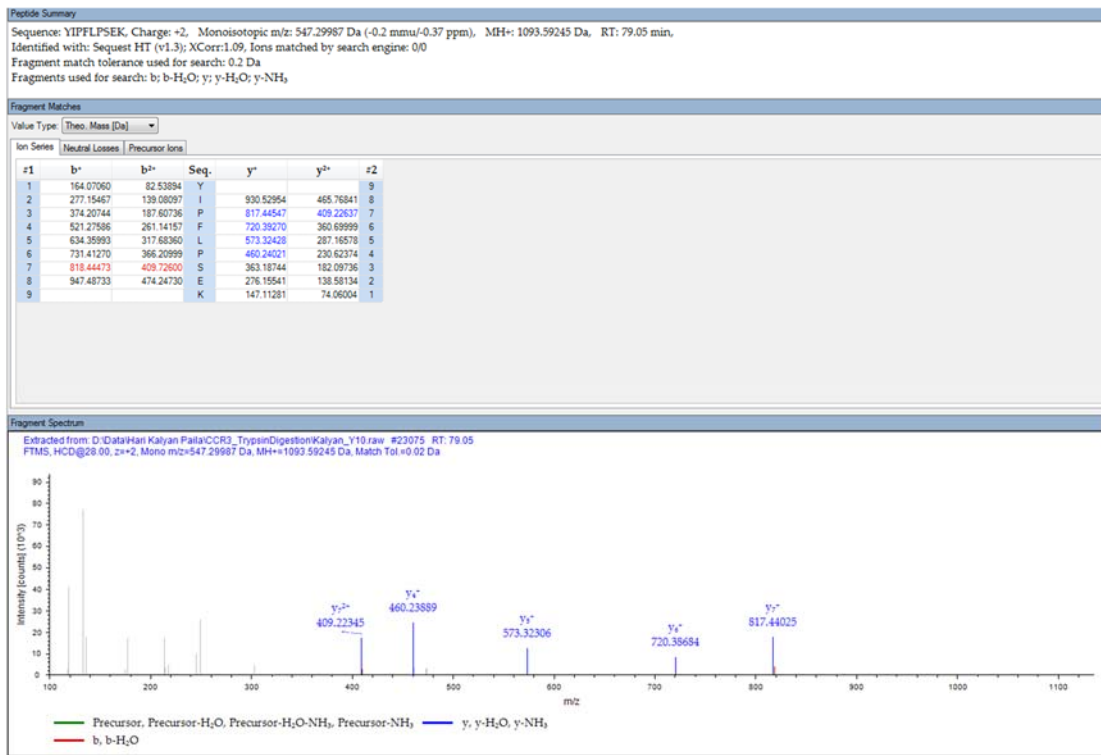 Peptide Summary
Sequence: YIPFLPSEK, Charge: +2, Monoisotopic m/z: 547.29987 Da (-0.2 mmu/-0.37 ppm), MH+: 1093.59245 Da, RT: 79.05 min,
Identified with: Sequest HT (v1.3); XCorr:1.09, Ions matched by search engine: 0/0
Fragment match tolerance used for search: 0.2 Da
Fragments used for search: b; b-H₂O; y; y-H₂O; y-NH₃
Fragment Matches
Value Type: Theo. Mass [Da]
Ion Series Neutral Losses Precursor Ions
#1 b⁺ b²⁺ Seq. y⁺ y²⁺ #2
1 164.07060 82.53894 Y 9
2 277.15467 139.08097 I 930.52954 465.76841 8
3 374.20744 187.60736 P 817.44547 409.22637 7
4 521.27586 261.14157 F 720.39270 360.69999 6
5 634.35993 317.68360 L 573.32428 287.16578 5
6 731.41270 366.20999 P 460.24021 230.62374 4
7 818.44473 409.72600 S 363.18744 182.09736 3
8 947.48733 474.24730 E 276.15541 138.58134 2
9 K 147.11281 74.06004 1
Fragment Spectrum
Extracted from: D:\Data\Hari Kalyan Paila\CCR3_TrypsinDigestion\Kalyan_Y10.raw #23075 RT: 79.05
FTMS, HCD@28.00, z=+2, Mono m/z=547.29987 Da, MH+=1093.59245 Da, Match Tol.=0.02 Da
Intensity [counts] (10^3)
90
80
70
60
50
40
30
20
10
0
y₇²⁺
409.22345
y₄⁺
460.23889
y₅⁺
573.32306
y₆⁺
720.38684
y₇⁺
817.44025
100 200 300 400 500 600 700 800 900 1000 1100
m/z
Precursor, Precursor-H₂O, Precursor-H₂O-NH₃, Precursor-NH₃ y, y-H₂O, y-NH₃
b, b-H₂O